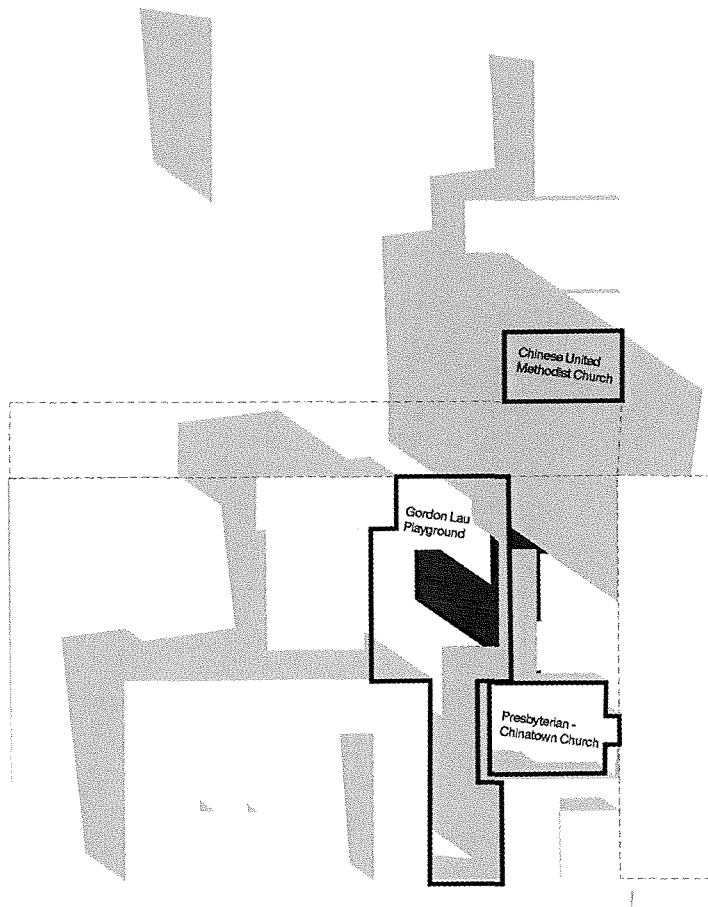 Chinese United
Methodist Church
Gordon Lau
Playground
Presbyterian -
Chinatown Church